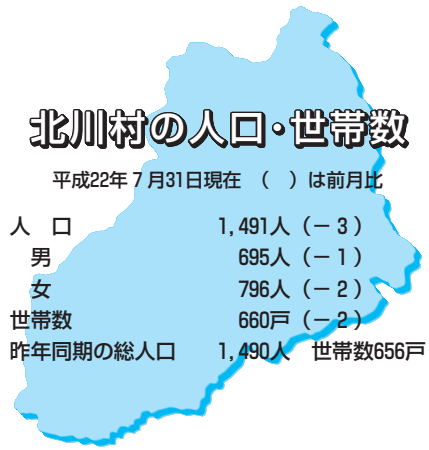 北川村の人口・世帯数
平成22年7月31日現在 （　）は前月比
人　口　1,491人（－3）
男　695人（－1）
女　796人（－2）
世帯数　660戸（－2）
昨年同期の総人口　1,490人　世帯数656戸